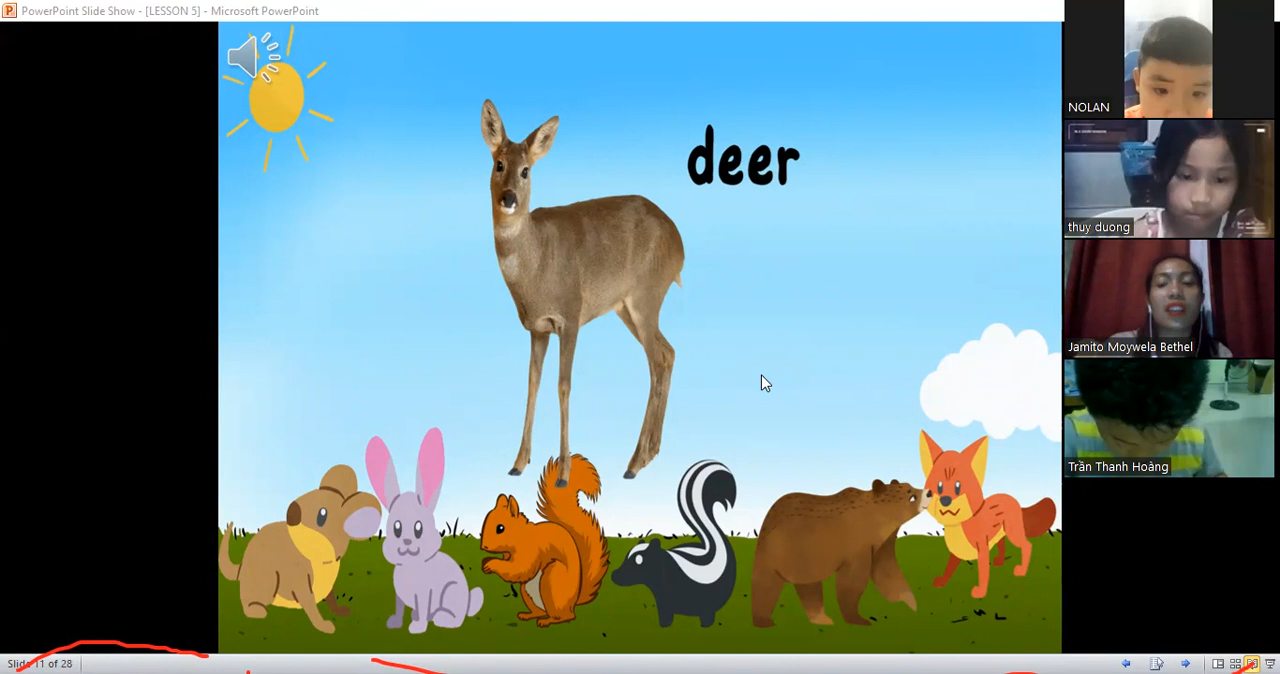 PowerPoint Slide Show - [LESSON 5] - Microsoft PowerPoint
deer
NOLAN
thuy duong
Jamito Moywela Bethel
Trần Thanh Hoàng
Slide 11 of 28